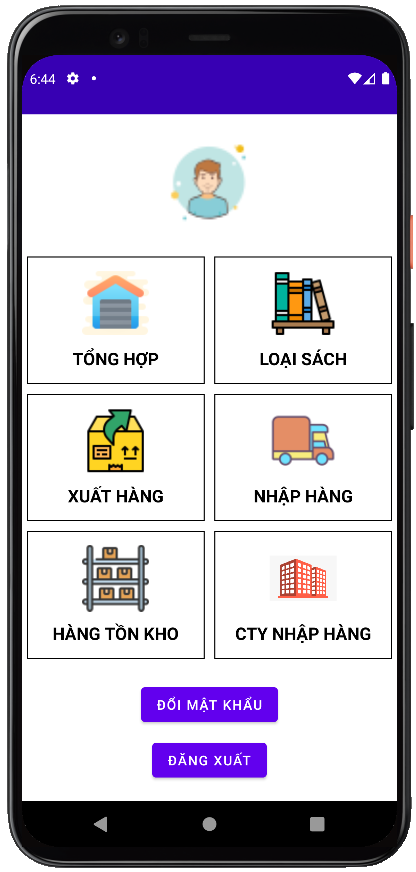 6:44
TỔNG HỢP
LOẠI SÁCH
XUẤT HÀNG
NHẬP HÀNG
HÀNG TỒN KHO
CTY NHẬP HÀNG
ĐỔI MẬT KHẨU
ĐĂNG XUẤT